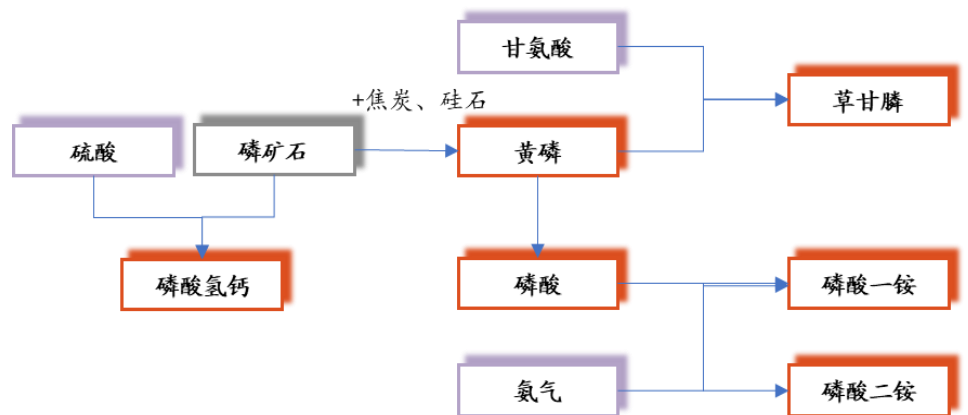 甘氨酸
草甘膦
+焦炭、硅石
硫酸
磷矿石
黄磷
磷酸氢钙
磷酸
磷酸一铵
氨气
磷酸二铵